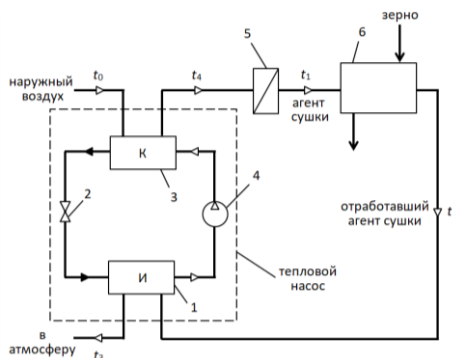 зерно
5
6
наружный
воздух
t₀
t₄
t₁
агент
сушки
К
3
2
4
отработавший
агент сушки
t
И
1
тепловой
насос
в
атмосферу